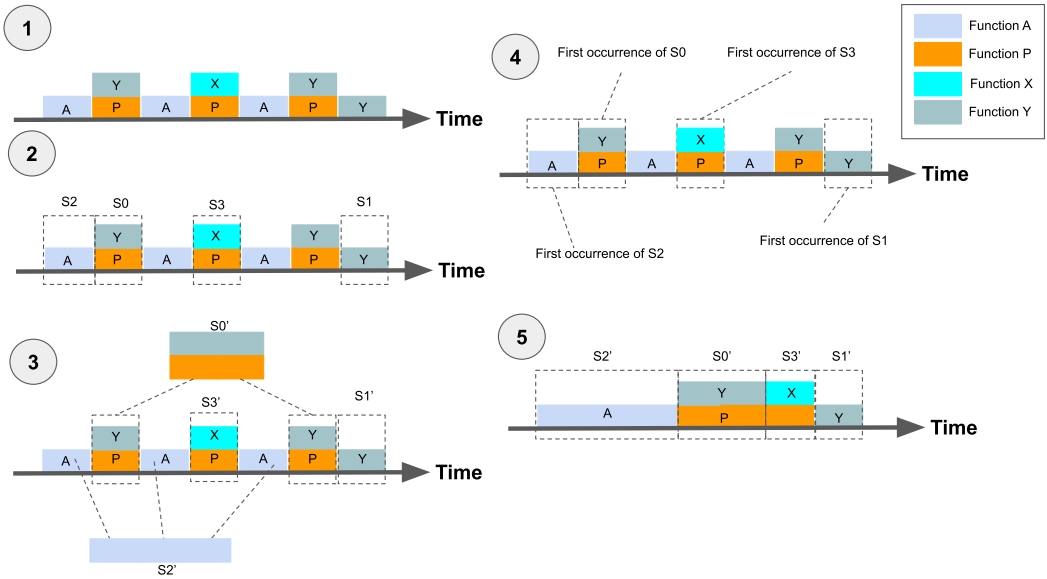 1
Y X Y
A P A P A P Y
Time
2
S2 S0 S3 S1
Y X Y
A P A P A P Y
Time
3
S0’
S3’ S1’
Y X Y
A P A P A P Y
Time
S2’
4
First occurrence of S0 First occurrence of S3
Y X Y
A P A P A P Y
Time
First occurrence of S1
First occurrence of S2
5
S2’ S0’ S3’ S1’
Y X
A P Y
Time
Function A
Function P
Function X
Function Y